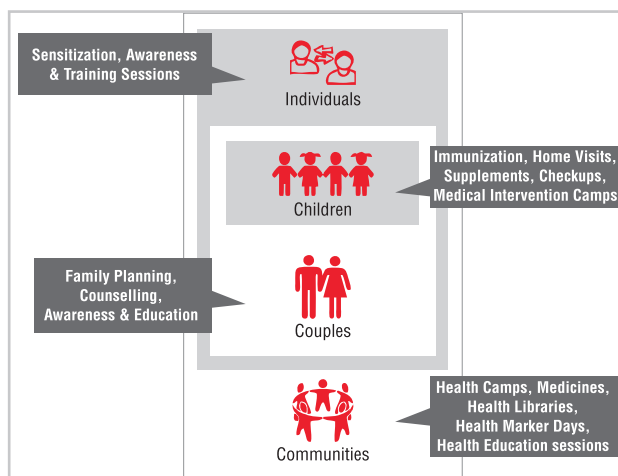 Sensitization, Awareness
& Training Sessions
Individuals
Immunization, Home Visits,
Supplements, Checkups,
Medical Intervention Camps
Children
Family Planning,
Counselling,
Awareness & Education
Couples
Health Camps, Medicines,
Health Libraries,
Health Marker Days,
Health Education sessions
Communities